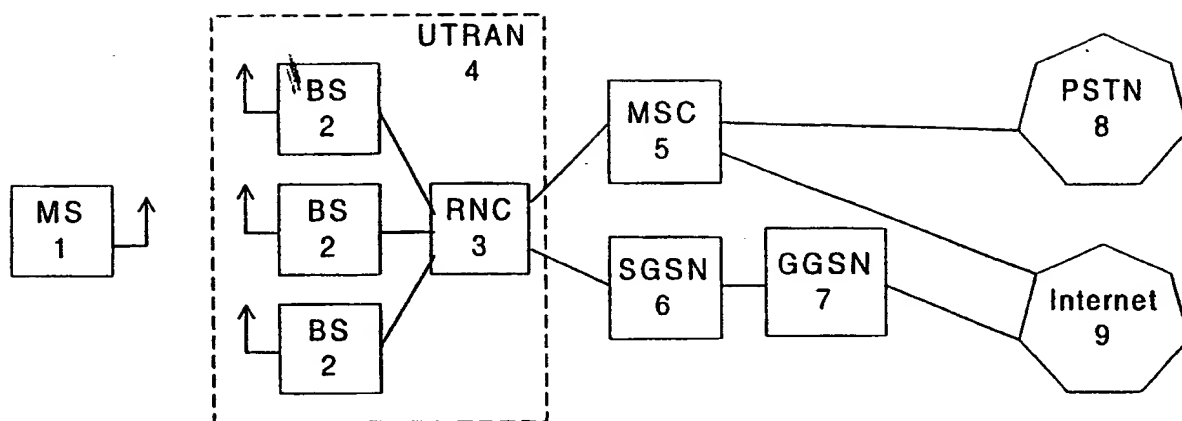 UTRAN
4
BS
2
BS
2
BS
2
MS
1
RNC
3
MSC
5
SGSN
6
GGSN
7
PSTN
8
Internet
9